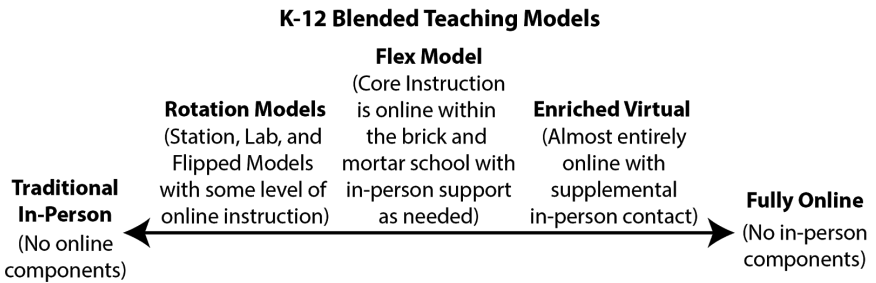 K-12 Blended Teaching Models
Flex Model
(Core Instruction
is online within
the brick and
mortar school with
in-person support
as needed)
Rotation Models
(Station, Lab, and
Flipped Models
with some level of
online instruction)
Enriched Virtual
(Almost entirely
online with
supplemental
in-person contact)
Traditional
In-Person
(No online
components)
Fully Online
(No in-person
components)